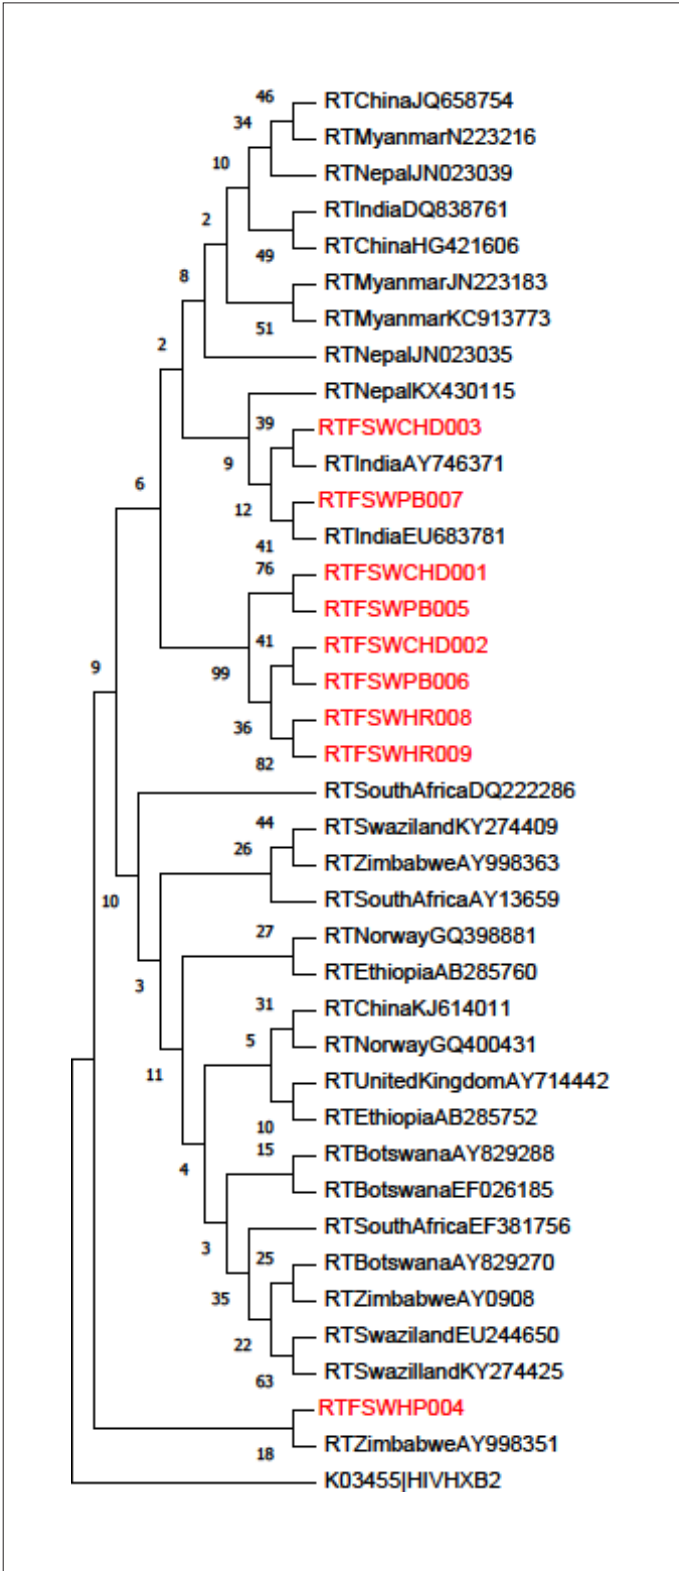 46
RTChinaJQ658754
34
RTMyanmarN223216
10
RTNepalJN023039
2
RTIndiaDQ838761
49
RTChinaHG421606
8
RTMyanmarJN223183
51
RTMyanmarKC913773
2
RTNepalJN023035
RTNepalKX430115
39
RTFSWCHD003
9
RTIndiaAY746371
6
12
RTFSWPB007
41
RTIndiaEU683781
76
RTFSWCHD001
RTFSWPB005
41
RTFSWCHD002
9
99
RTFSWPB006
36
RTFSWHR008
82
RTFSWHR009
RTSouthAfricaDQ222286
44
RTSwazilandKY274409
26
RTZimbabweAY998363
10
RTSouthAfricaAY13659
27
RTNorwayGQ398881
3
RTEthiopiaAB285760
31
RTChinaKJ614011
5
RTNorwayGQ400431
11
RTUnitedKingdomAY714442
10
RTEthiopiaAB285752
15
RTBotswanaAY829288
4
RTBotswanaEF026185
3
RTSouthAfricaEF381756
25
RTBotswanaAY829270
35
RTZimbabweAY0908
22
RTSwazilandEU244650
63
RTSwazillandKY274425
RTFSWHP004
18
RTZimbabweAY998351
K03455|HIVHXB2